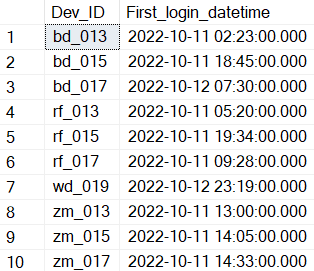 Dev_ID First_login_datetime
1 bd_013 2022-10-11 02:23:00.000
2 bd_015 2022-10-11 18:45:00.000
3 bd_017 2022-10-12 07:30:00.000
4 rf_013 2022-10-11 05:20:00.000
5 rf_015 2022-10-11 19:34:00.000
6 rf_017 2022-10-11 09:28:00.000
7 wd_019 2022-10-12 23:19:00.000
8 zm_013 2022-10-11 13:00:00.000
9 zm_015 2022-10-11 14:05:00.000
10 zm_017 2022-10-11 14:33:00.000